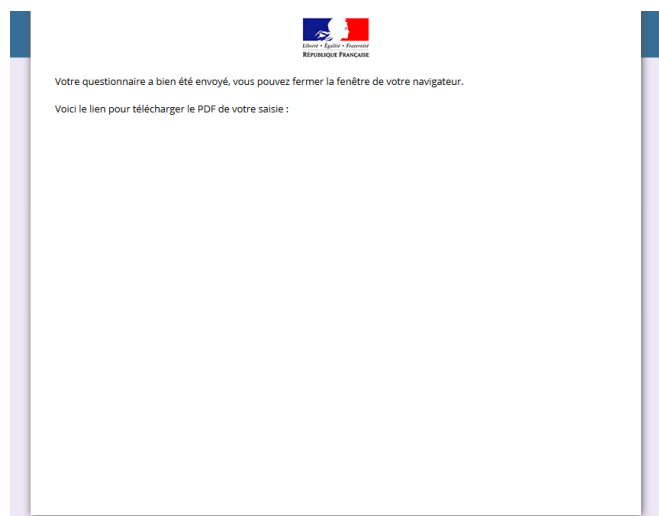 Liberté • Égalité • Fraternité
RÉPUBLIQUE FRANÇAISE
Votre questionnaire a bien été envoyé, vous pouvez fermer la fenêtre de votre navigateur.
Voici le lien pour télécharger le PDF de votre saisie :